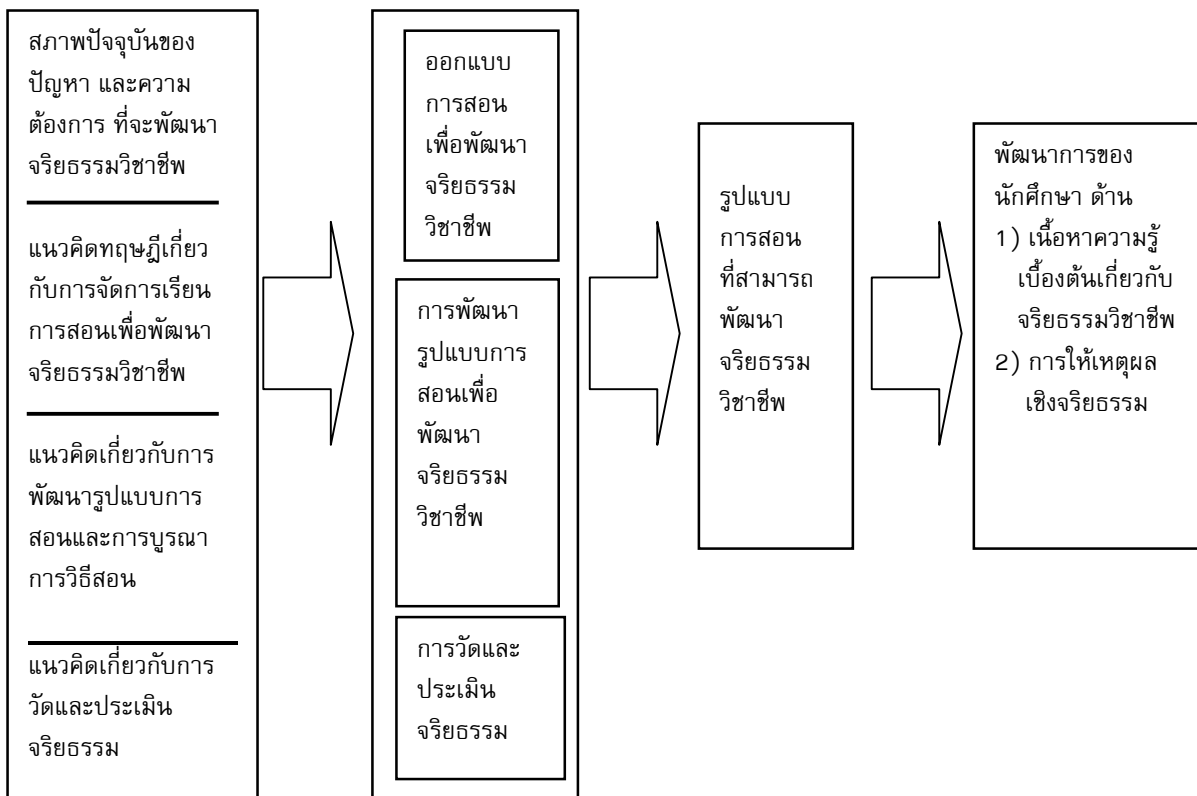 สภาพปัจจุบันของ
ปัญหา และความ
ต้องการ ที่จะพัฒนา
จริยธรรมวิชาชีพ
แนวคิดทฤษฎีเกี่ยว
กับการจัดการเรียน
การสอนเพื่อพัฒนา
จริยธรรมวิชาชีพ
แนวคิดเกี่ยวกับการ
พัฒนารูปแบบการ
สอนและการบูรณา
การวิธีสอน
แนวคิดเกี่ยวกับการ
วัดและประเมิน
จริยธรรม
ออกแบบ
การสอน
เพื่อพัฒนา
จริยธรรม
วิชาชีพ
การพัฒนา
รูปแบบการ
สอนเพื่อ
พัฒนา
จริยธรรม
วิชาชีพ
การวัดและ
ประเมิน
จริยธรรม
รูปแบบ
การสอน
ที่สามารถ
พัฒนา
จริยธรรม
วิชาชีพ
พัฒนาการของ
นักศึกษา ด้าน
1) เนื้อหาความรู้
เบื้องต้นเกี่ยวกับ
จริยธรรมวิชาชีพ
2) การให้เหตุผล
เชิงจริยธรรม